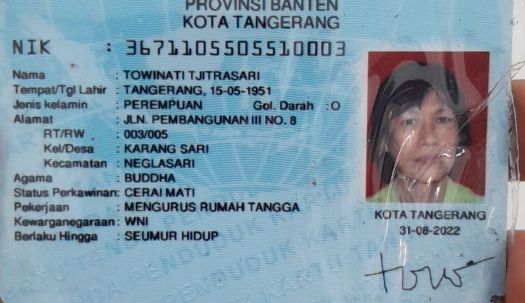 PROVINSI BANTEN
KOTA TANGERANG
NIK : 3671105505510003
Nama : TOWINATI TJITRASARI
Tempat/Tgl Lahir : TANGERANG, 15-05-1951
Jenis kelamin : PEREMPUAN Gol. Darah :O
Alamat : JLN. PEMBANGUNAN III NO. 8
RT/RW : 003/005
Kel/Desa : KARANG SARI
Kecamatan : NEGLASARI
Agama : BUDDHA
Status Perkawinan: CERAI MATI
Pekerjaan : MENGURUS RUMAH TANGGA
Kewarganegaraan: WNI
Berlaku Hingga : SEUMUR HIDUP
KOTA TANGERANG
31-08-2022